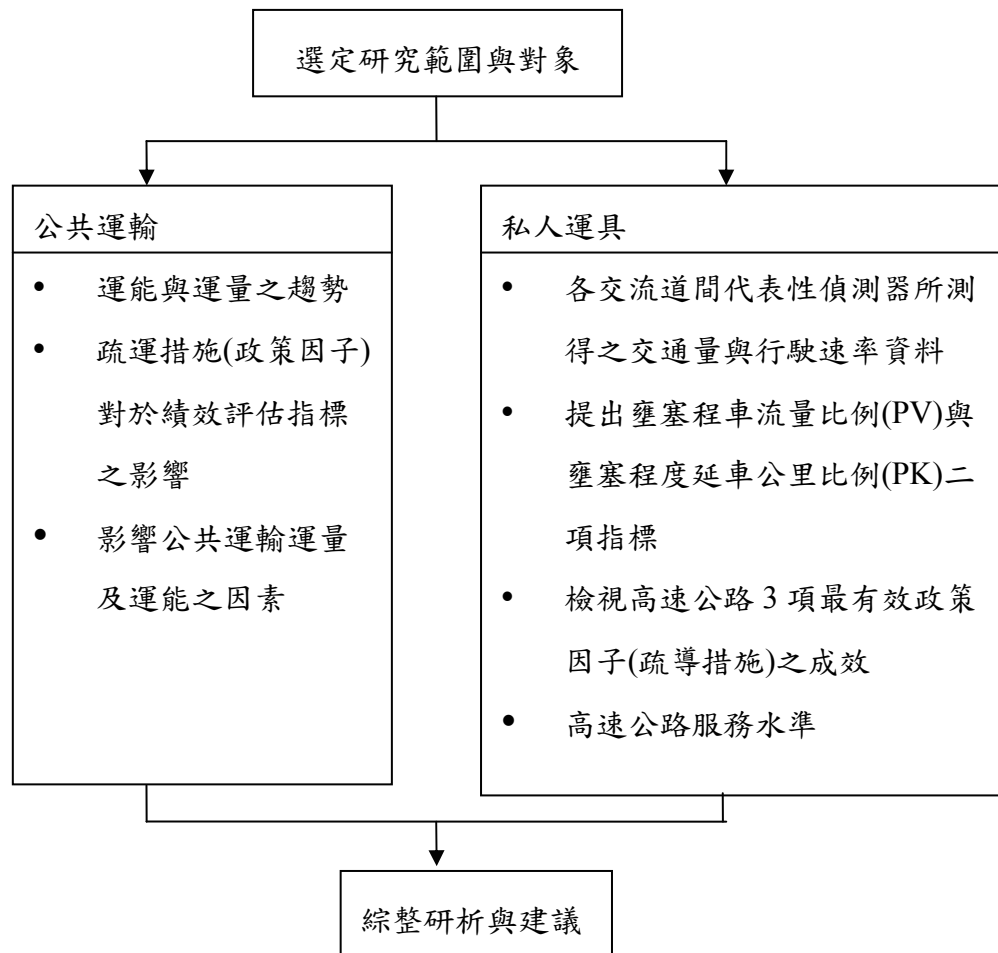 選定研究範圍與對象
公共運輸
• 運能與運量之趨勢
• 疏運措施(政策因子)
對於績效評估指標
之影響
• 影響公共運輸運量
及運能之因素
私人運具
• 各交流道間代表性偵測器所測
得之交通量與行駛速率資料
• 提出壅塞程車流量比例(PV)與
壅塞程度延車公里比例(PK)二
項指標
• 檢視高速公路 3 項最有效政策
因子(疏導措施)之成效
• 高速公路服務水準
綜整研析與建議